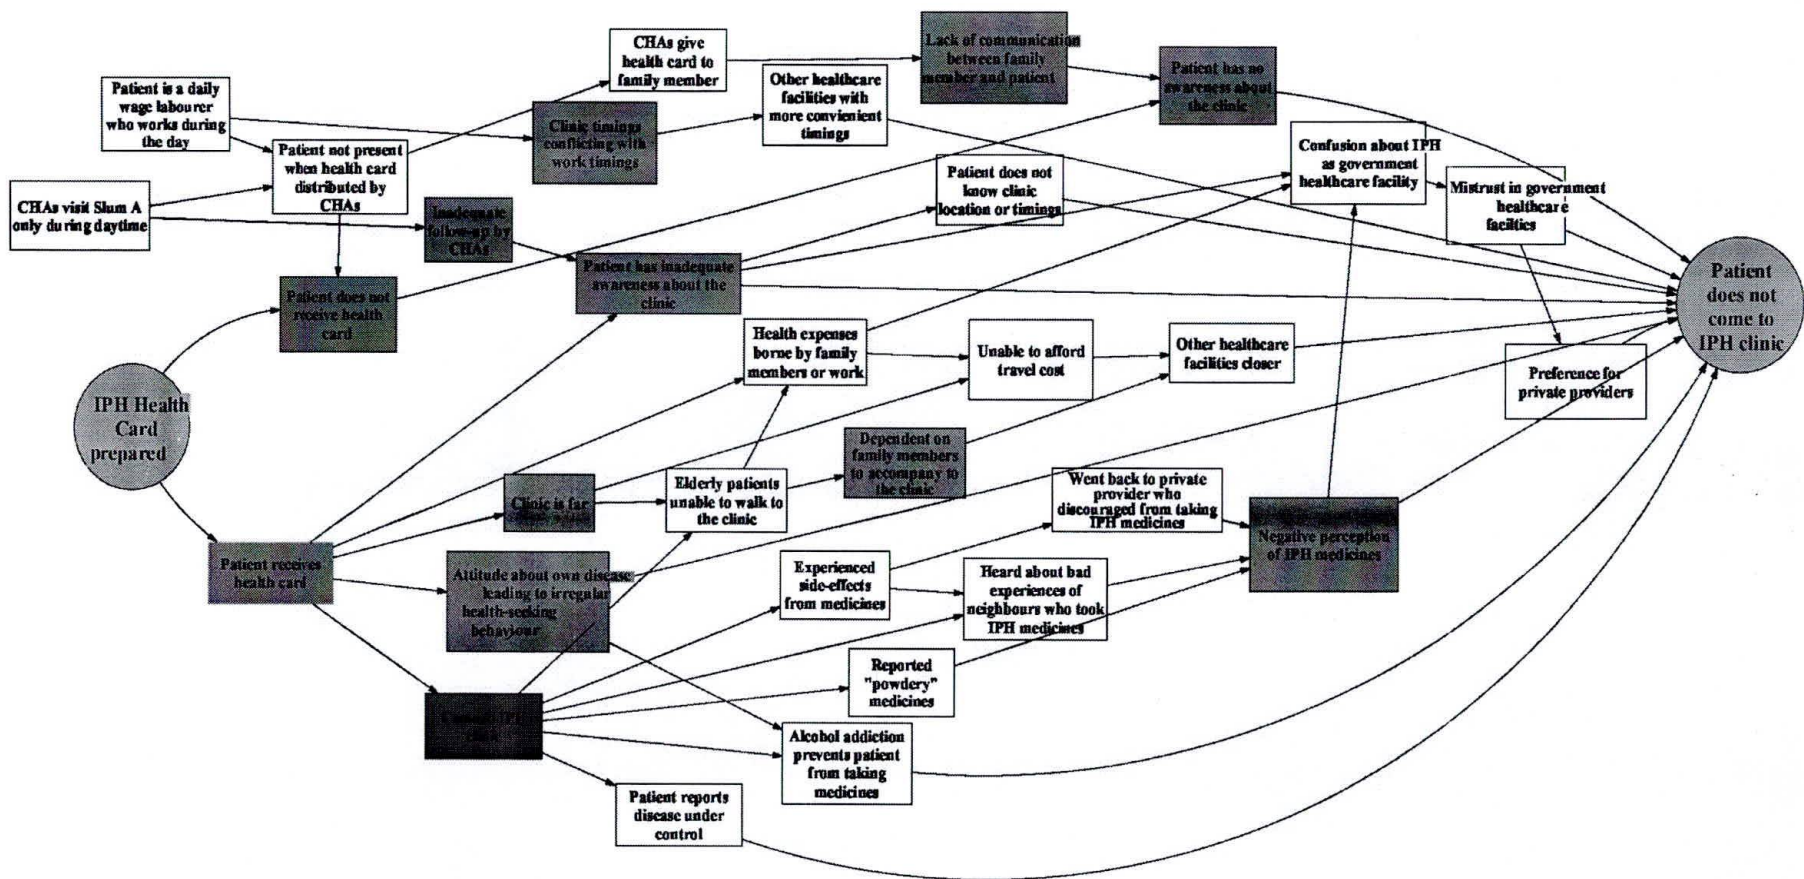 CHAs give
health card to
family member
Lack of communication
between family
member and patient
Patient has no
awareness about
the clinic
Patient is a daily
wage labourer
who works during
the day
Clinic timings
conflicting with
work timings
Other healthcare
facilities with
more convienient
timings
Patient not present
when health card
distributed by
CHAs
Confusion about IPH
as government
healthcare facility
Patient does not
know clinic
location or timings
Mistrust in government
healthcare
facilties
CHAs visit Slum A
only during daytime
Inadequate
follow-up by
CHAs
Patient has inadequate
awareness about the
clinic
Patient does not
receive health
card
Patient
does not
come to
IPH clinic
Health expenses
borne by family
members or work
Unable to afford
travel cost
Other healthcare
facilities closer
Preference for
private providers
IPH Health
Card
prepared
Dependent on
family members
to accompany to
the clinic
Clinic is far
Elderly patients
unable to walk to
the clinic
Went back to private
provider who
discouraged from taking
IPH medicines
Negative perception
of IPH medicines
Patient receives
health card
Attitude about own disease
leading to irregular
health-seeking
behaviour
Experienced
side-effects
from medicines
Heard about bad
experiences of
neighbours who took
IPH medicines
Reported
"powdery"
medicines
Alcohol addiction
prevents patient
from taking
medicines
Patient reports
disease under
control